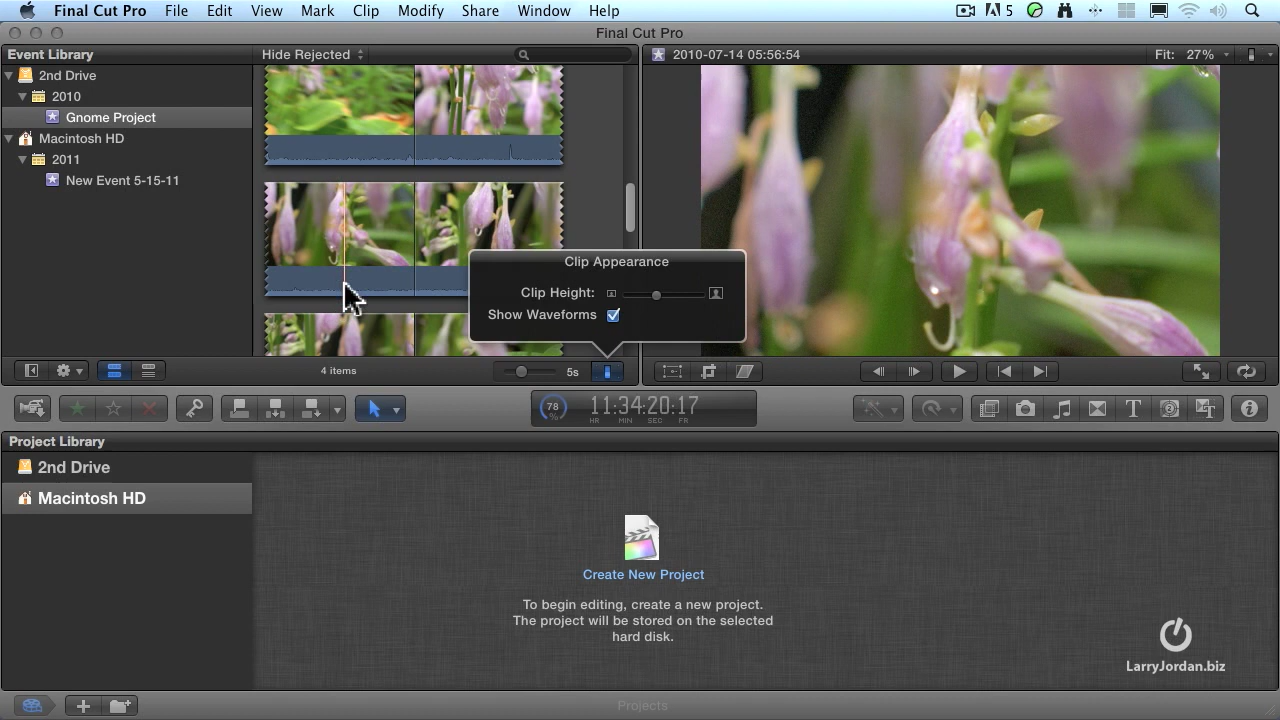 Final Cut Pro File Edit View Mark Clip Modify Share Window Help 5
Final Cut Pro
Event Library
Hide Rejected
2010-07-14 05:56:54
Fit: 27%
2nd Drive
2010
Gnome Project
Macintosh HD
2011
New Event 5-15-11
Clip Appearance
Clip Height:
Show Waveforms
4 items
5s
78
%
11:34:20:17
HR MIN SEC FR
T
Project Library
2nd Drive
Macintosh HD
Create New Project
To begin editing, create a new project.
The project will be stored on the selected
hard disk.
LarryJordan.biz
Projects